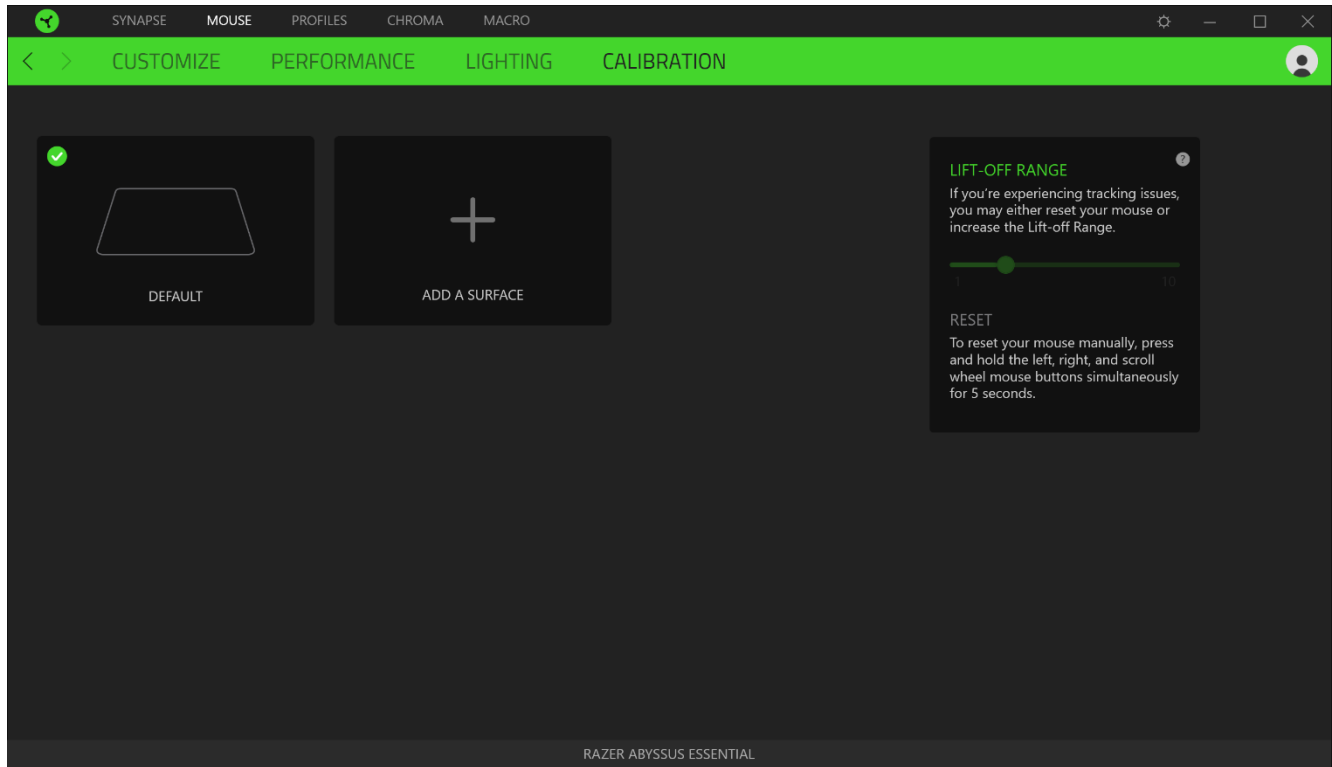 SYNAPSE MOUSE PROFILES CHROMA MACRO
CUSTOMIZE PERFORMANCE LIGHTING CALIBRATION
DEFAULT
ADD A SURFACE
?
LIFT-OFF RANGE
If you're experiencing tracking issues,
you may either reset your mouse or
increase the Lift-off Range.
1 10
RESET
To reset your mouse manually, press
and hold the left, right, and scroll
wheel mouse buttons simultaneously
for 5 seconds.
RAZER ABYSSUS ESSENTIAL